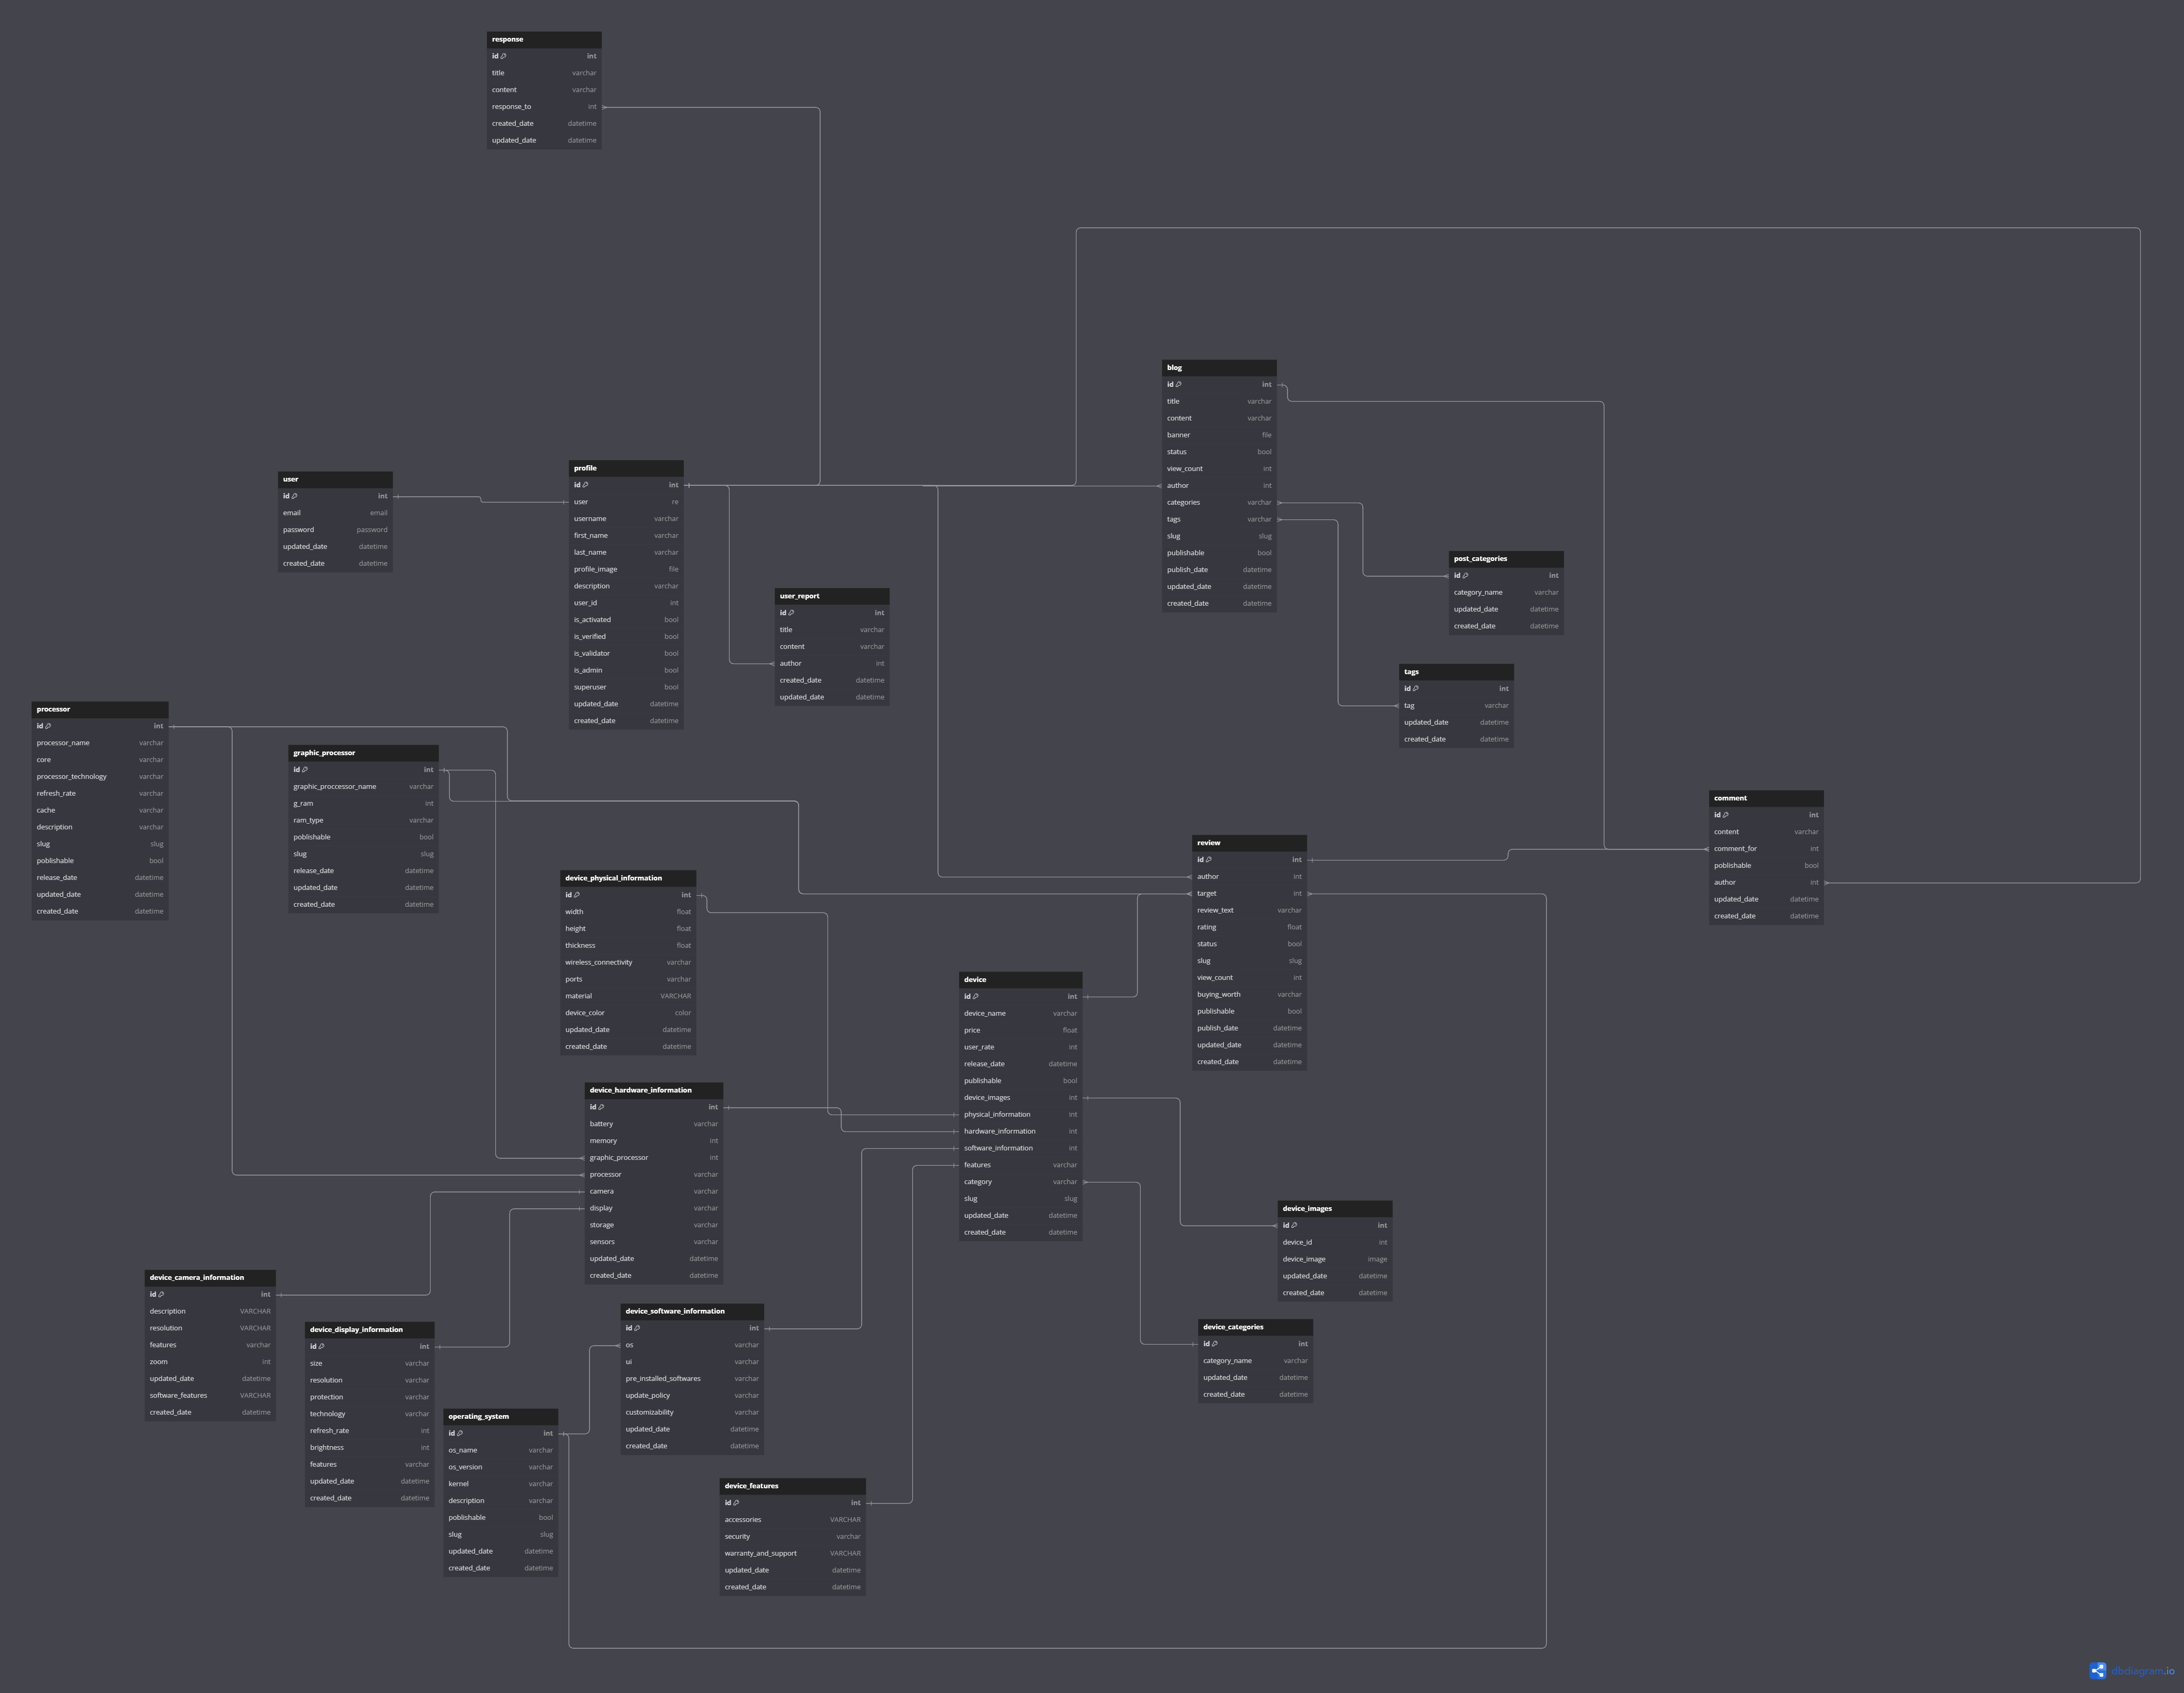 response
id int
title varchar
content varchar
response_to int
created_date datetime
updated_date datetime
blog
id int
title varchar
content varchar
banner file
status bool
view_count int
author int
categories varchar
tags varchar
slug slug
publishable bool
publish_date datetime
updated_date datetime
created_date datetime
user
id int
email email
password password
updated_date datetime
created_date datetime
profile
id int
user re
username varchar
first_name varchar
last_name varchar
profile_image file
description varchar
user_id int
is_activated bool
is_verified bool
is_validator bool
is_admin bool
superuser bool
updated_date datetime
created_date datetime
user_report
id int
title varchar
content varchar
author int
created_date datetime
updated_date datetime
post_categories
id int
category_name varchar
updated_date datetime
created_date datetime
tags
id int
tag varchar
updated_date datetime
created_date datetime
processor
id int
processor_name varchar
core varchar
processor_technology varchar
refresh_rate varchar
cache varchar
description varchar
slug slug
poblishable bool
release_date datetime
updated_date datetime
created_date datetime
graphic_processor
id int
graphic_proccessor_name varchar
g_ram int
ram_type varchar
poblishable bool
slug slug
release_date datetime
updated_date datetime
created_date datetime
comment
id int
content varchar
comment_for int
poblishable bool
author int
updated_date datetime
created_date datetime
review
id int
author int
target int
review_text varchar
rating float
status bool
slug slug
view_count int
buying_worth varchar
publishable bool
publish_date datetime
updated_date datetime
created_date datetime
device_physical_information
id int
width float
height float
thickness float
wireless_connectivity varchar
ports varchar
material VARCHAR
device_color color
updated_date datetime
created_date datetime
device
id int
device_name varchar
price float
user_rate int
release_date datetime
publishable bool
device_images int
physical_information int
hardware_information int
software_information int
features varchar
category varchar
slug slug
updated_date datetime
created_date datetime
device_hardware_information
id int
battery varchar
memory int
graphic_processor int
processor varchar
camera varchar
display varchar
storage varchar
sensors varchar
updated_date datetime
created_date datetime
device_images
id int
device_id int
device_image image
updated_date datetime
created_date datetime
device_camera_information
id int
description VARCHAR
resolution VARCHAR
features varchar
zoom int
updated_date datetime
software_features VARCHAR
created_date datetime
device_display_information
id int
size varchar
resolution varchar
protection varchar
technology varchar
refresh_rate int
brightness int
features varchar
updated_date datetime
created_date datetime
device_software_information
id int
os varchar
ui varchar
pre_installed_softwares varchar
update_policy varchar
customizability varchar
updated_date datetime
created_date datetime
device_categories
id int
category_name varchar
updated_date datetime
created_date datetime
operating_system
id int
os_name varchar
os_version varchar
kernel varchar
description varchar
poblishable bool
slug slug
updated_date datetime
created_date datetime
device_features
id int
accessories VARCHAR
security varchar
warranty_and_support VARCHAR
updated_date datetime
created_date datetime
dbdiagram.io